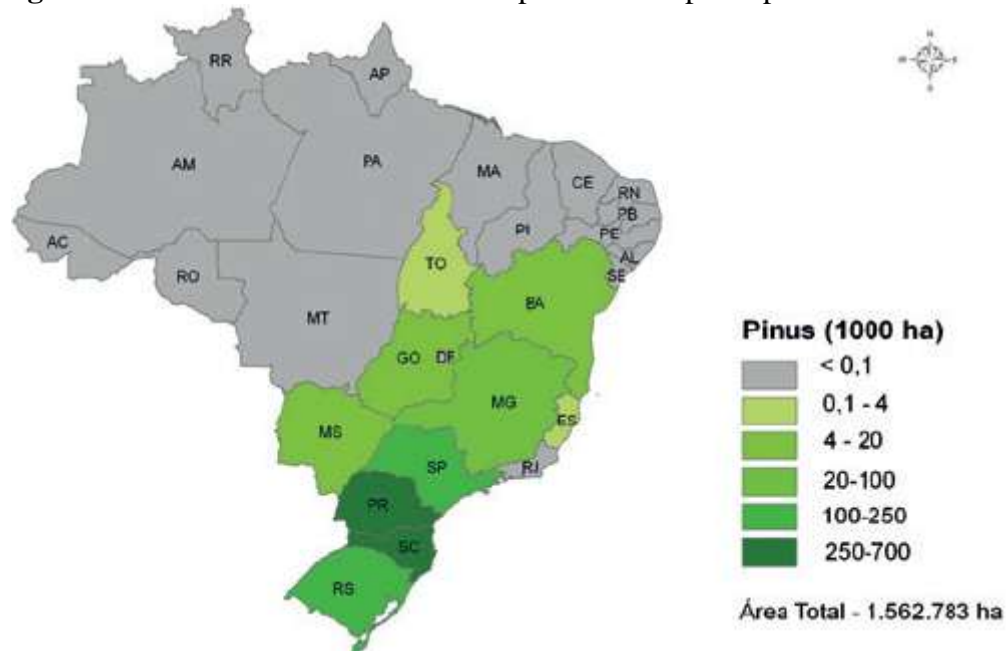 RR
AP
AM
PA
MA
CE
RN
PB
PE
PI
AL
SE
AC
RO
TO
BA
MT
GO
DF
MG
ES
MS
SP
RJ
PR
SC
RS
Pinus (1000 ha)
< 0,1
0,1 - 4
4 - 20
20-100
100-250
250-700
Área Total - 1.562.783 ha